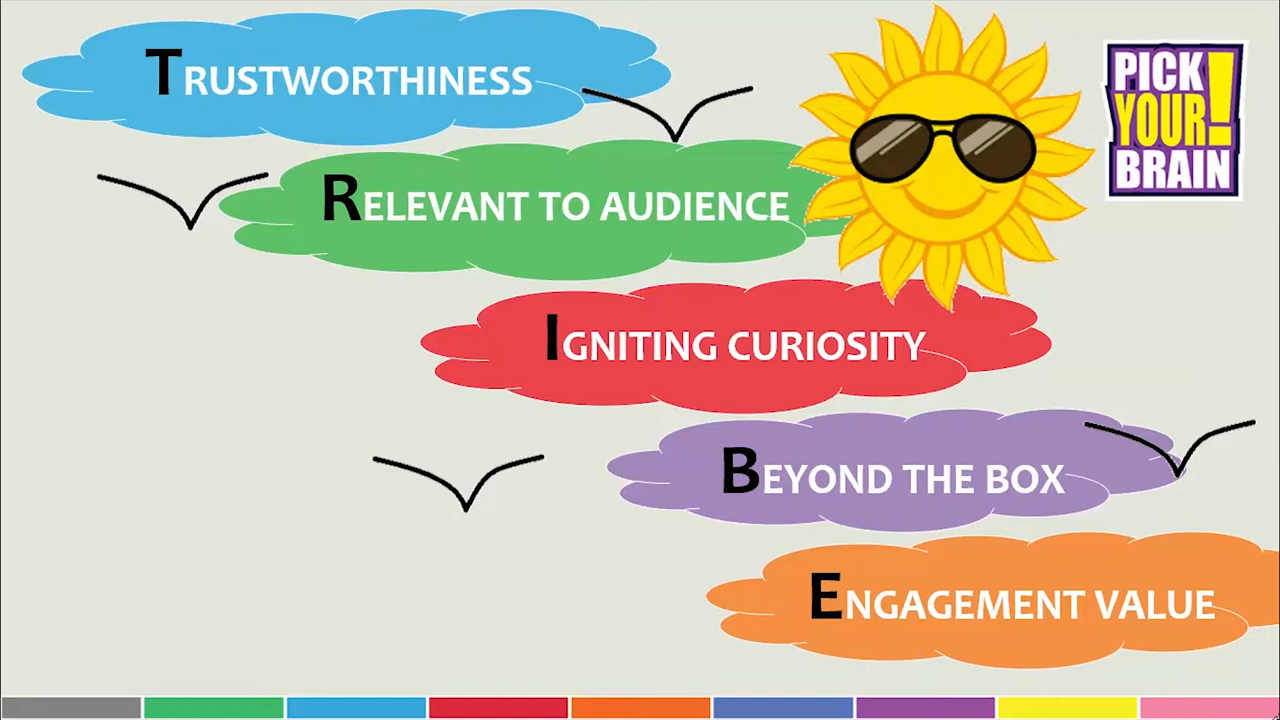 TRUSTWORTHINESS
RELEVANT TO AUDIENCE
IGNITING CURIOSITY
BEYOND THE BOX
ENGAGEMENT VALUE
PICK
YOUR!
BRAIN